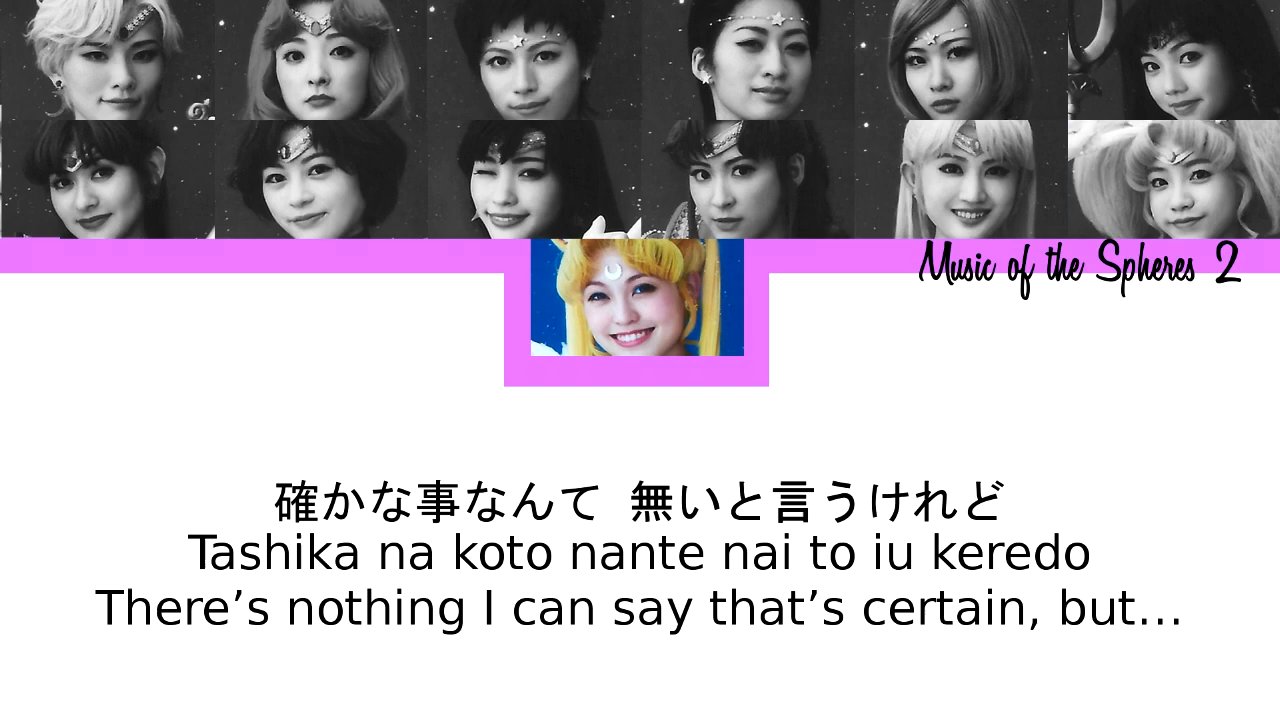 Music of the Spheres 2
確かな事なんて 無いと言うけれど
Tashika na koto nante nai to iu keredo
There’s nothing I can say that’s certain, but…